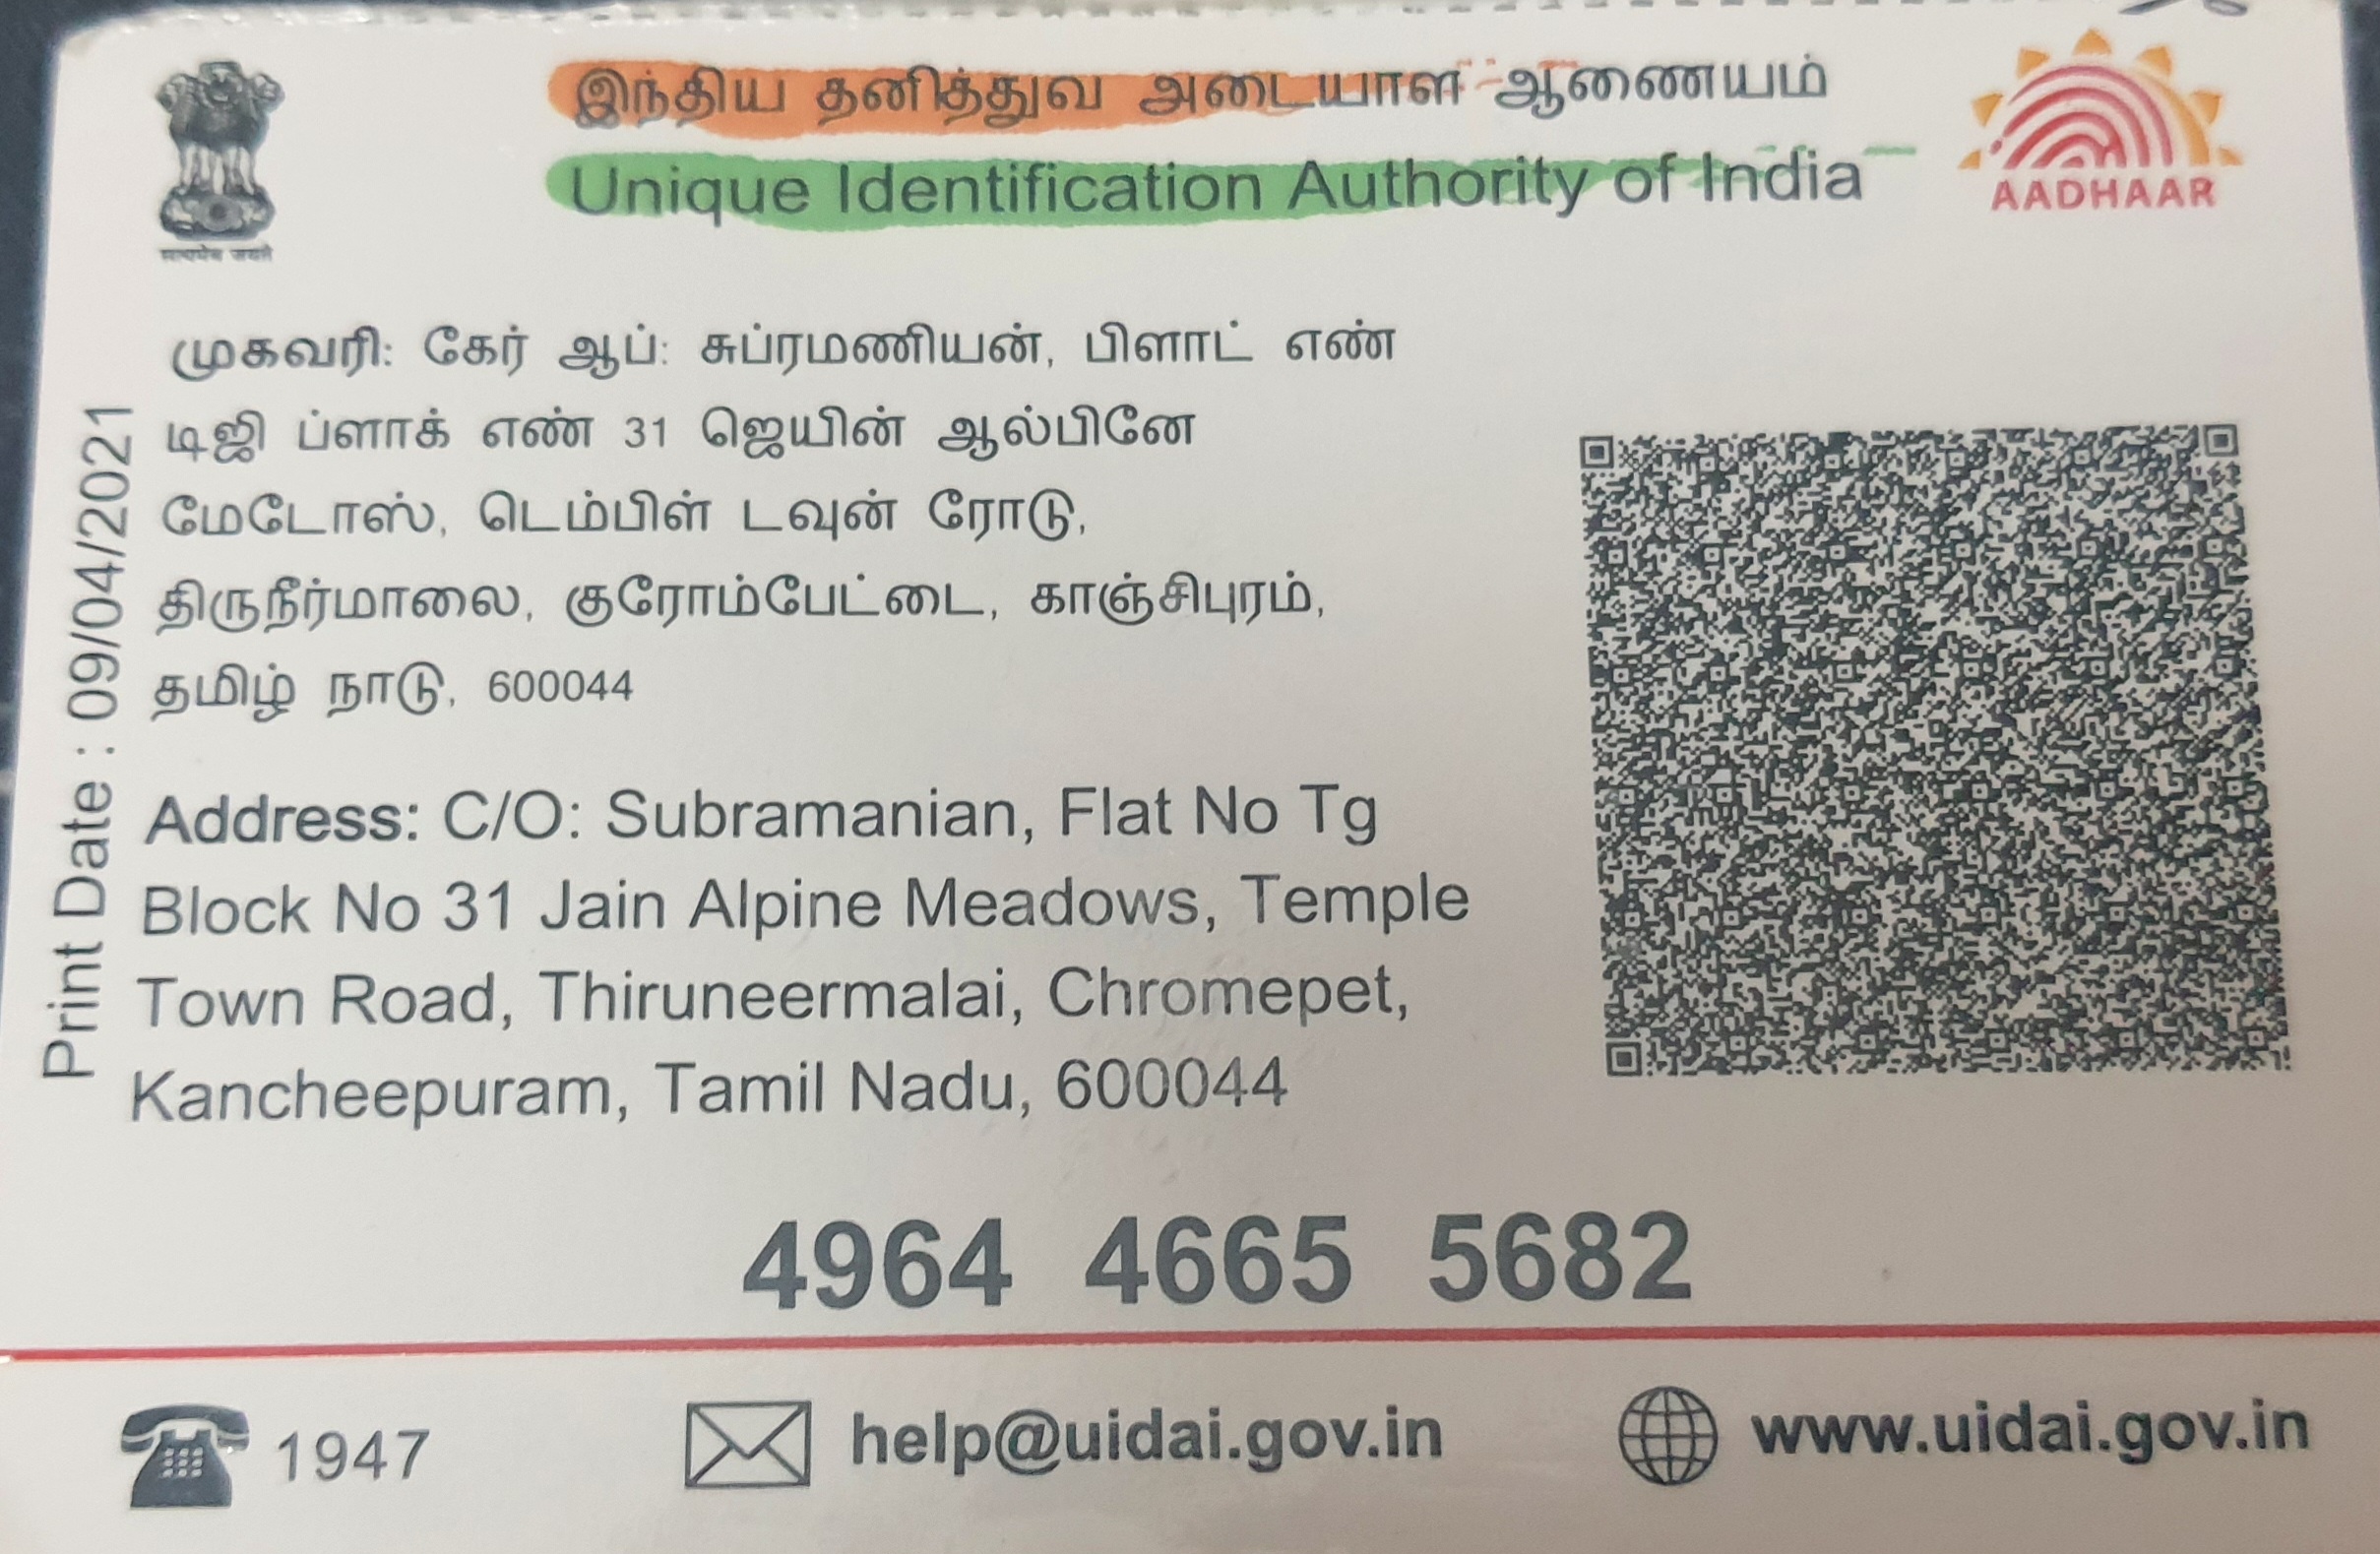 இந்திய தனித்துவ அடையாள ஆணையம்
Unique Identification Authority of India
AADHAAR
सत्यमेव जयते
முகவரி: கேர் ஆப்: சுப்ரமணியன், பிளாட் எண்
டிஜி ப்ளாக் எண் 31 ஜெயின் ஆல்பினே
மேடோஸ், டெம்பிள் டவுன் ரோடு,
திருநீர்மாலை, குரோம்பேட்டை, காஞ்சிபுரம்,
தமிழ் நாடு, 600044
Print Date : 09/04/2021
Address: C/O: Subramanian, Flat No Tg
Block No 31 Jain Alpine Meadows, Temple
Town Road, Thiruneermalai, Chromepet,
Kancheepuram, Tamil Nadu, 600044
4964 4665 5682
1947
help@uidai.gov.in
www.uidai.gov.in